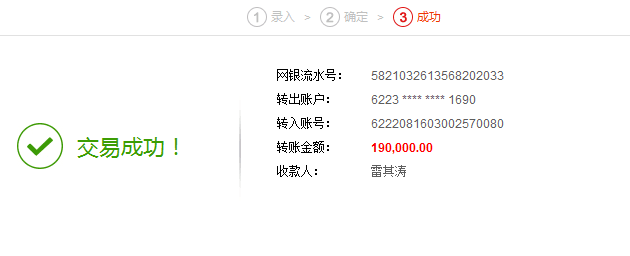 1 录入 > 2 确定 > 3 成功
交易成功！
网银流水号： 5821032613568202033
转出账户： 6223 **** **** 1690
转入账号： 6222081603002570080
转账金额： 190,000.00
收款人： 雷其涛